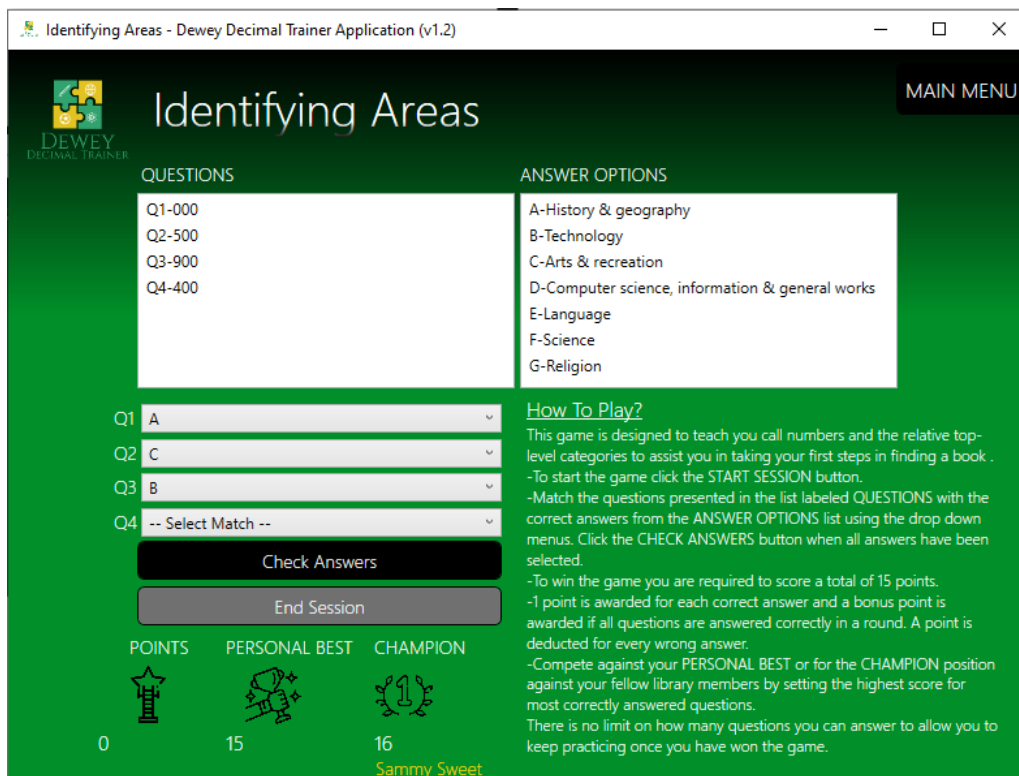 Identifying Areas - Dewey Decimal Trainer Application (v1.2)
MAIN MENU
Identifying Areas
DEWEY
DECIMAL TRAINER
QUESTIONS
Q1-000
Q2-500
Q3-900
Q4-400
ANSWER OPTIONS
A-History & geography
B-Technology
C-Arts & recreation
D-Computer science, information & general works
E-Language
F-Science
G-Religion
Q1 A
Q2 C
Q3 B
Q4 -- Select Match --
Check Answers
End Session
POINTS PERSONAL BEST CHAMPION
1
0 15 16
Sammy Sweet
How To Play?
This game is designed to teach you call numbers and the relative top-
level categories to assist you in taking your first steps in finding a book .
-To start the game click the START SESSION button.
-Match the questions presented in the list labeled QUESTIONS with the
correct answers from the ANSWER OPTIONS list using the drop down
menus. Click the CHECK ANSWERS button when all answers have been
selected.
-To win the game you are required to score a total of 15 points.
-1 point is awarded for each correct answer and a bonus point is
awarded if all questions are answered correctly in a round. A point is
deducted for every wrong answer.
-Compete against your PERSONAL BEST or for the CHAMPION position
against your fellow library members by setting the highest score for
most correctly answered questions.
There is no limit on how many questions you can answer to allow you to
keep practicing once you have won the game.